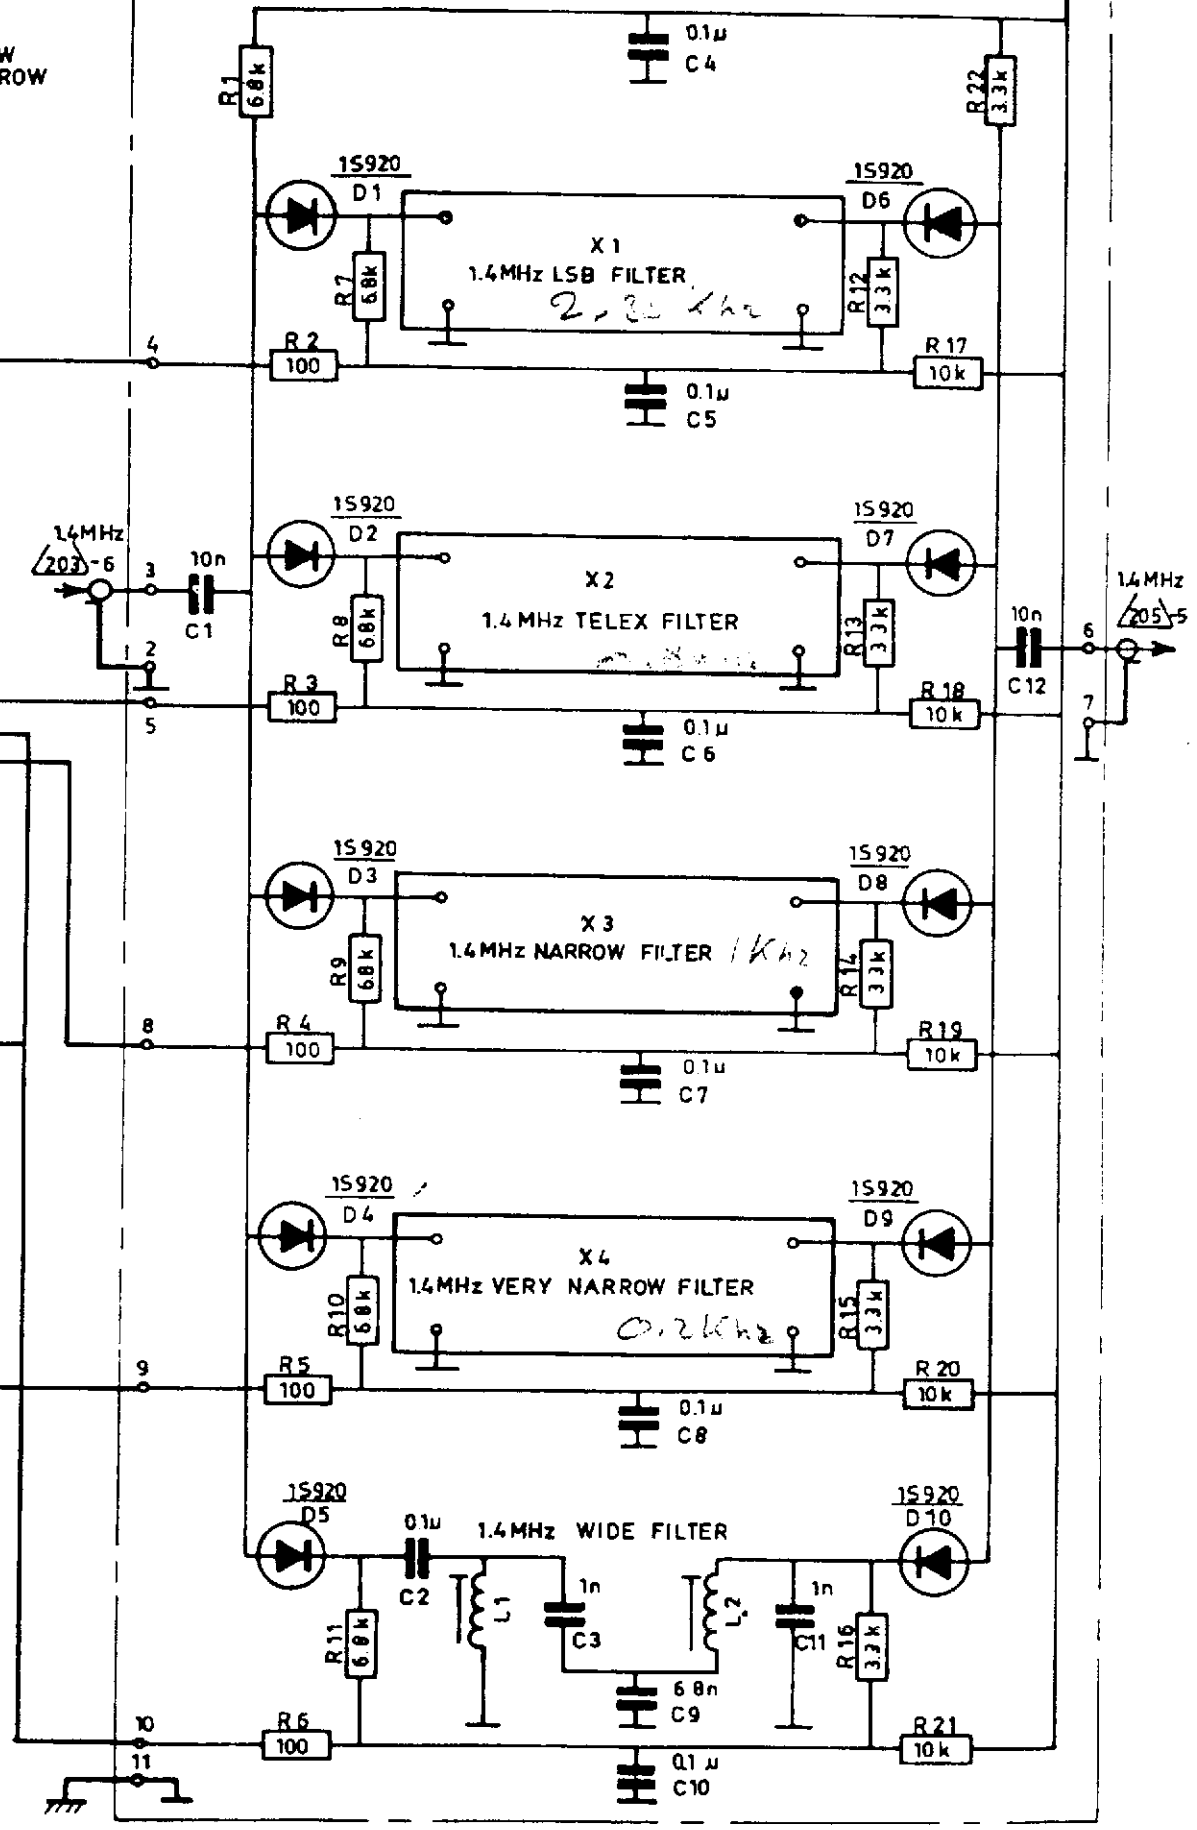 W
ROW
0.1µ
C4
R1
6.8k
R22
3.3k
1S920
D1
1S920
D6
X1
1.4MHz LSB FILTER
R7
6.8k
R12
3.3k
Khz
4
R2
100
R17
10k
0.1µ
C5
1S920
D2
1S920
D7
1.4MHz
203-6
3
10n
C1
X2
1.4MHz TELEX FILTER
R8
6.8k
R13
3.3k
1.4MHz
205-5
10n
6
C12
2
7
R3
100
5
R18
10k
0.1µ
C6
1S920
D3
1S920
D8
X3
1.4MHz NARROW FILTER 1Khz
R9
6.8k
R14
3.3k
8
R4
100
R19
10k
0.1µ
C7
1S920
D4
1S920
D9
X4
1.4MHz VERY NARROW FILTER
0.2Khz
R10
6.8k
R15
3.3k
9
R5
100
R20
10k
0.1µ
C8
1S920
D5
1S920
D10
0.1µ
C2
1.4MHz WIDE FILTER
L1
1n
C3
L2
1n
C11
R11
6.8k
R16
3.3k
68n
C9
10
R6
100
R21
10k
11
0.1µ
C10